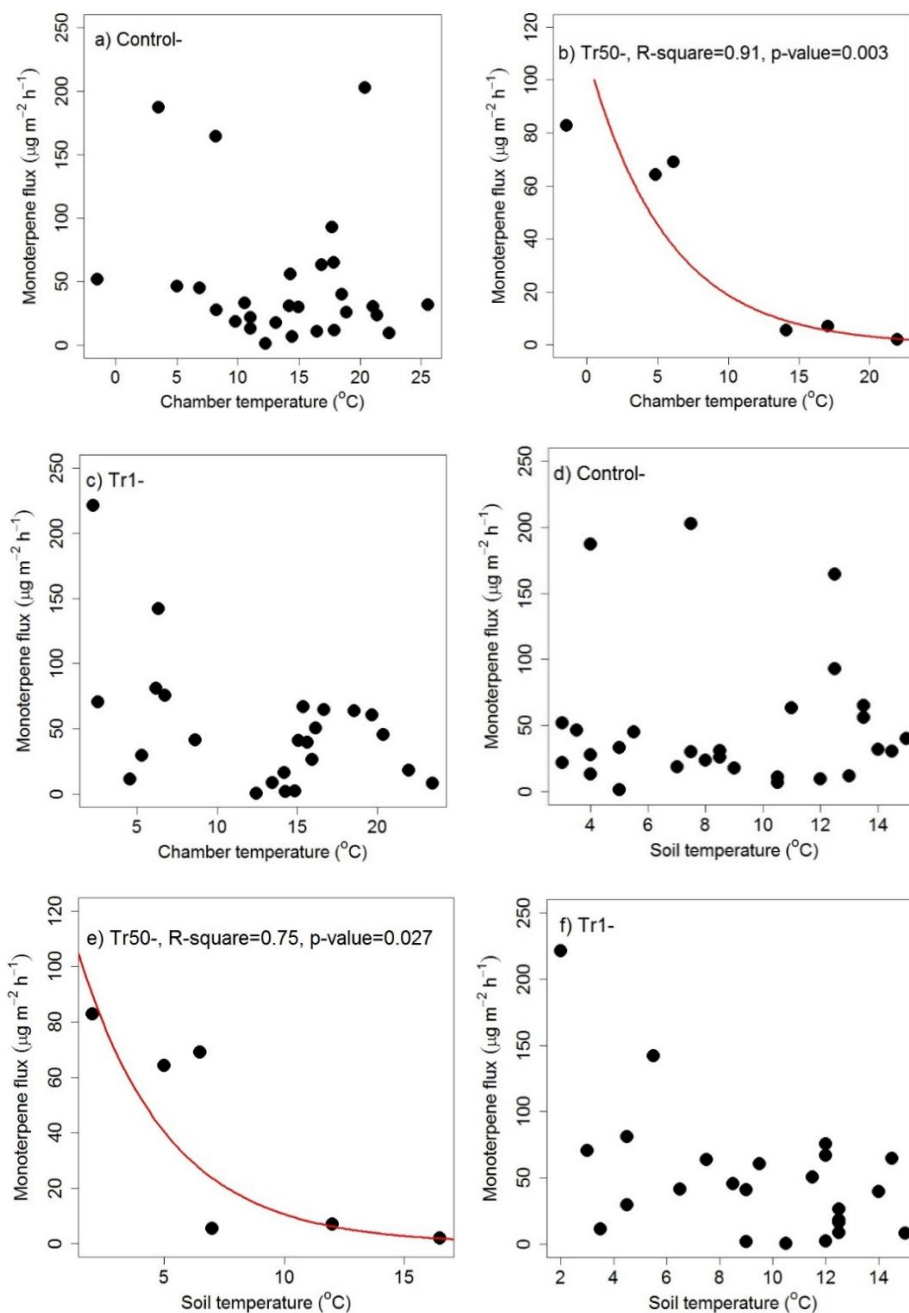 a) Control-
Monoterpene flux (μg m⁻² h⁻¹)
0 50 100 150 200 250
0 5 10 15 20 25
Chamber temperature (°C)
b) Tr50-, R-square=0.91, p-value=0.003
Monoterpene flux (μg m⁻² h⁻¹)
0 20 40 60 80 100 120
0 5 10 15 20
Chamber temperature (°C)
c) Tr1-
Monoterpene flux (μg m⁻² h⁻¹)
0 50 100 150 200 250
5 10 15 20
Chamber temperature (°C)
d) Control-
Monoterpene flux (μg m⁻² h⁻¹)
0 50 100 150 200 250
4 6 8 10 12 14
Soil temperature (°C)
e) Tr50-, R-square=0.75, p-value=0.027
Monoterpene flux (μg m⁻² h⁻¹)
0 20 40 60 80 100 120
5 10 15
Soil temperature (°C)
f) Tr1-
Monoterpene flux (μg m⁻² h⁻¹)
0 50 100 150 200 250
2 4 6 8 10 12 14
Soil temperature (°C)